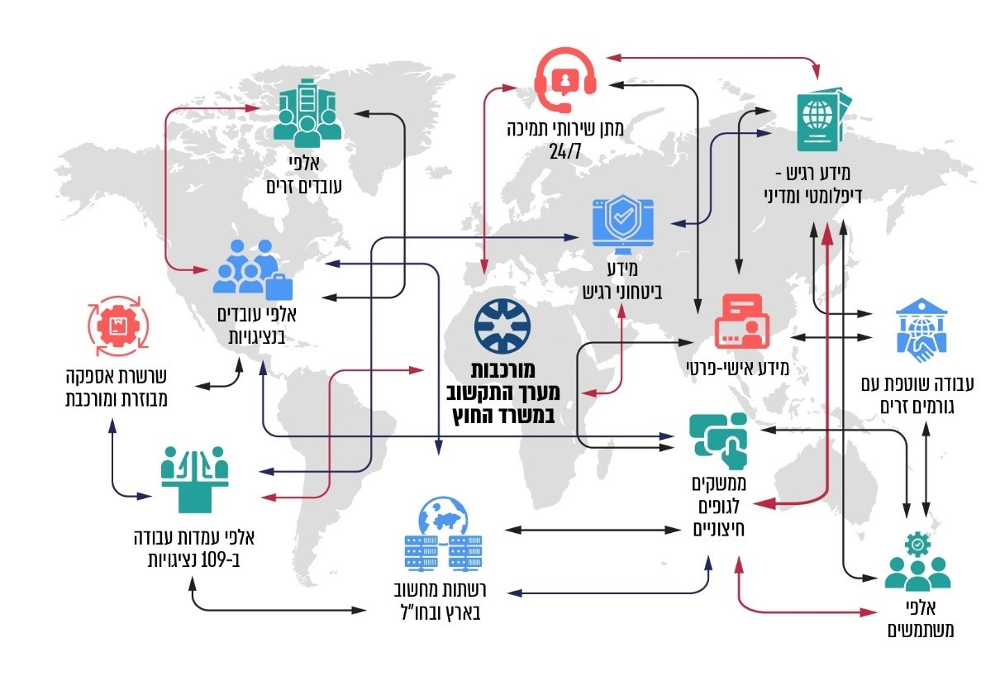 מתן שירותי תמיכה
24/7
אלפי
עובדים זרים
מידע רגיש -
דיפלומטי ומדיני
מידע
ביטחוני רגיש
אלפי עובדים
בנציגויות
מורכבות
מערך התקשוב
במשרד החוץ
מידע אישי-פרטי
עבודה שוטפת עם
גורמים זרים
שרשרת אספקה
מבוזרת ומורכבת
ממשקים
לגופים
חיצוניים
אלפי עמדות עבודה
ב-109 נציגויות
רשתות מחשוב
בארץ ובחו"ל
אלפי
משתמשים